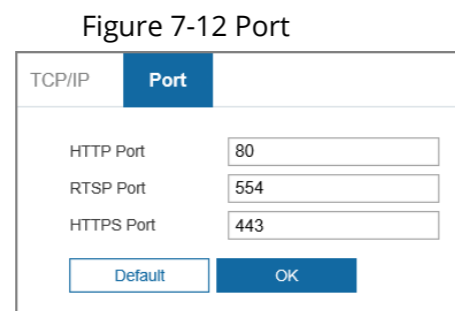 Figure 7-12 Port
TCP/IP Port
HTTP Port 80
RTSP Port 554
HTTPS Port 443
Default OK